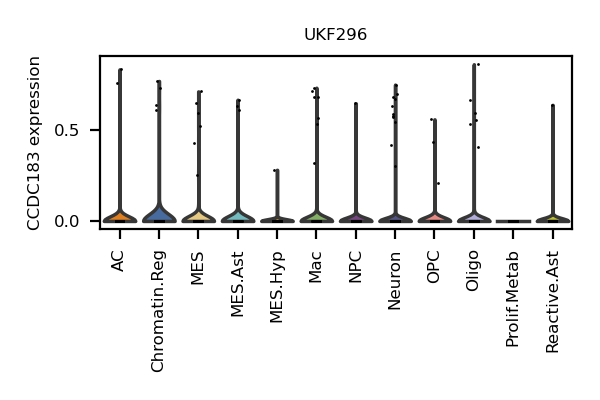 UKF296
CCDC183 expression
0.5
0.0
AC
Chromatin.Reg
MES
MES.Ast
MES.Hyp
Mac
NPC
Neuron
OPC
Oligo
Prolif.Metab
Reactive.Ast